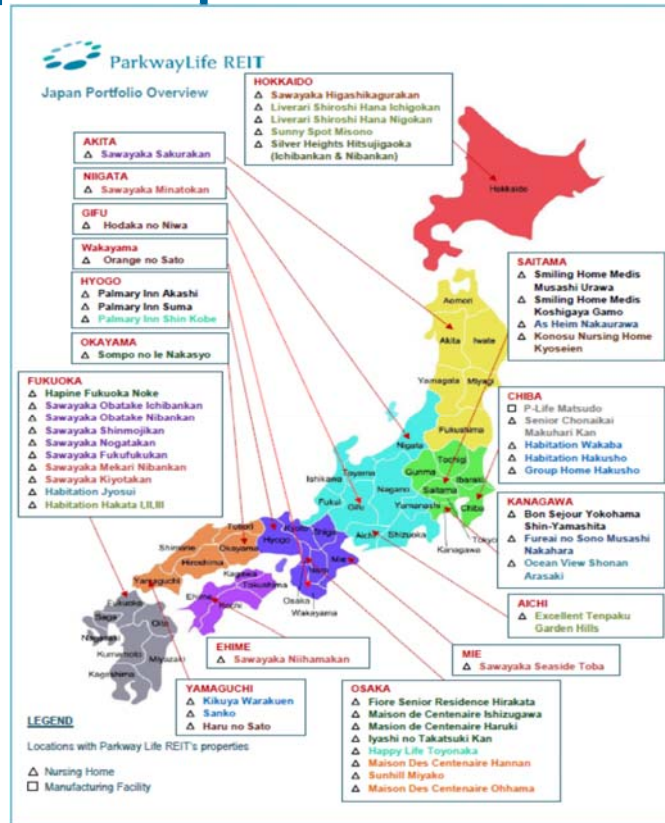 ParkwayLife REIT
Japan Portfolio Overview
HOKKAIDO
Sawayaka Higashikagurakan
Liverari Shiroshi Hana Ichigokan
Liverari Shiroshi Hana Nigokan
Sunny Spot Misono
Silver Heights Hitsujigaoka
(Ichibankan & Nibankan)
AKITA
Sawayaka Sakurakan
NIIGATA
Sawayaka Minatokan
GIFU
Hodaka no Niwa
Wakayama
Orange no Sato
HYOGO
Palmary Inn Akashi
Palmary Inn Suma
Palmary Inn Shin Kobe
OKAYAMA
Sompo no Ie Nakasyo
FUKUOKA
Hapine Fukuoka Noke
Sawayaka Obatake Ichibankan
Sawayaka Obatake Nibankan
Sawayaka Shinmojikan
Sawayaka Nogatakan
Sawayaka Fukufukukan
Sawayaka Mekari Nibankan
Sawayaka Kiyotakan
Habitation Jyosui
Habitation Hakata I,II,III
SAITAMA
Smiling Home Medis
Musashi Urawa
Smiling Home Medis
Koshigaya Gamo
As Heim Nakaurawa
Konosu Nursing Home
Kyoseien
CHIBA
P-Life Matsudo
Senior Chonaikai
Makuhari Kan
Habitation Wakaba
Habitation Hakusho
Group Home Hakusho
KANAGAWA
Bon Sejour Yokohama
Shin-Yamashita
Fureai no Sono Musashi
Nakahara
Ocean View Shonan
Arasaki
AICHI
Excellent Tenpaku
Garden Hills
MIE
Sawayaka Seaside Toba
EHIME
Sawayaka Niihamakan
YAMAGUCHI
Kikuya Warakuen
Sanko
Haru no Sato
OSAKA
Fiore Senior Residence Hirakata
Maison de Centenaire Ishizugawa
Masion de Centenaire Haruki
Iyashi no Takatsuki Kan
Happy Life Toyonaka
Maison Des Centenaire Hannan
Sunhill Miyako
Maison Des Centenaire Ohhama
Hokkaido
Aomori
Akita
Iwate
Yamagata
Miyagi
Fukushima
Nigata
Tochigi
Gunma
Ibaraki
Saitama
Chiba
Tokyo
Kanagawa
Toyama
Ishikawa
Fukui
Gifu
Nagano
Yamanashi
Aichi
Shizuoka
Kyoto
Shiga
Hyogo
Mie
Nara
Osaka
Wakayama
Tottori
Okayama
Shimane
Hiroshima
Yamaguchi
Kagawa
Tokushima
Ehime
Kochi
Fukuoka
Saga
Oita
Nagasaki
Kumamoto
Miyazaki
Kagoshima
LEGEND
Locations with Parkway Life REIT's properties
Nursing Home
Manufacturing Facility